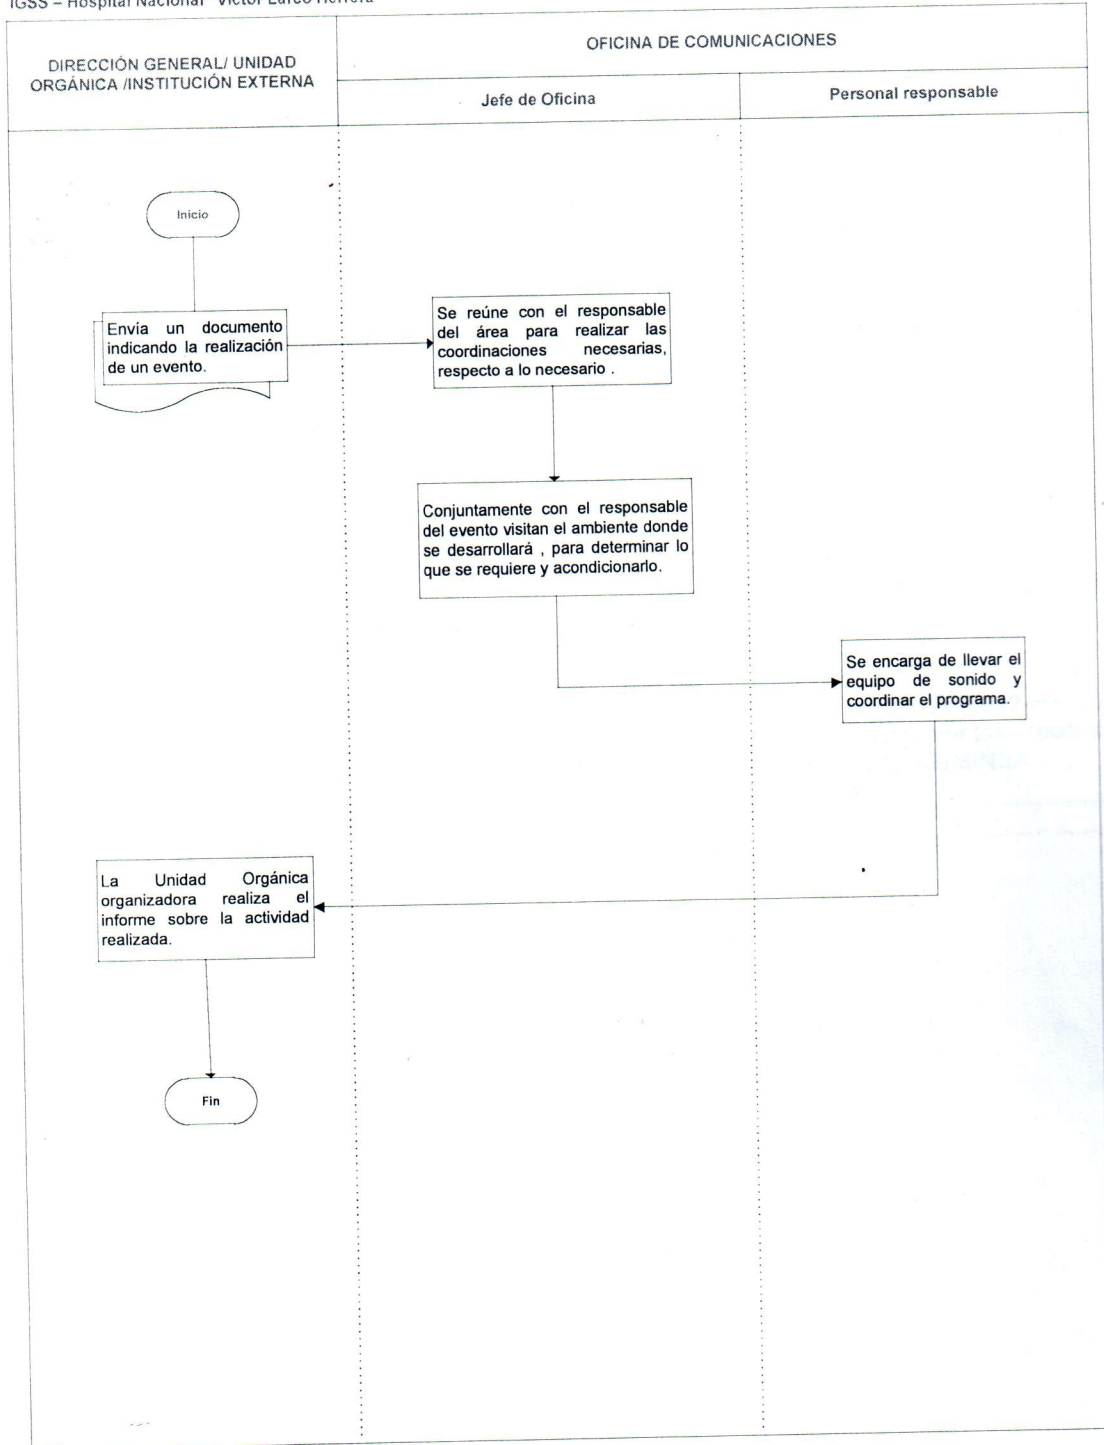 IGSS – Hospital Nacional "Víctor Larco Herrera"
DIRECCIÓN GENERAL/ UNIDAD
ORGÁNICA /INSTITUCIÓN EXTERNA
OFICINA DE COMUNICACIONES
Jefe de Oficina
Personal responsable
Inicio
Envía un documento
indicando la realización
de un evento.
Se reúne con el responsable
del área para realizar las
coordinaciones necesarias,
respecto a lo necesario .
Conjuntamente con el responsable
del evento visitan el ambiente donde
se desarrollará , para determinar lo
que se requiere y acondicionarlo.
Se encarga de llevar el
equipo de sonido y
coordinar el programa.
La Unidad Orgánica
organizadora realiza el
informe sobre la actividad
realizada.
Fin